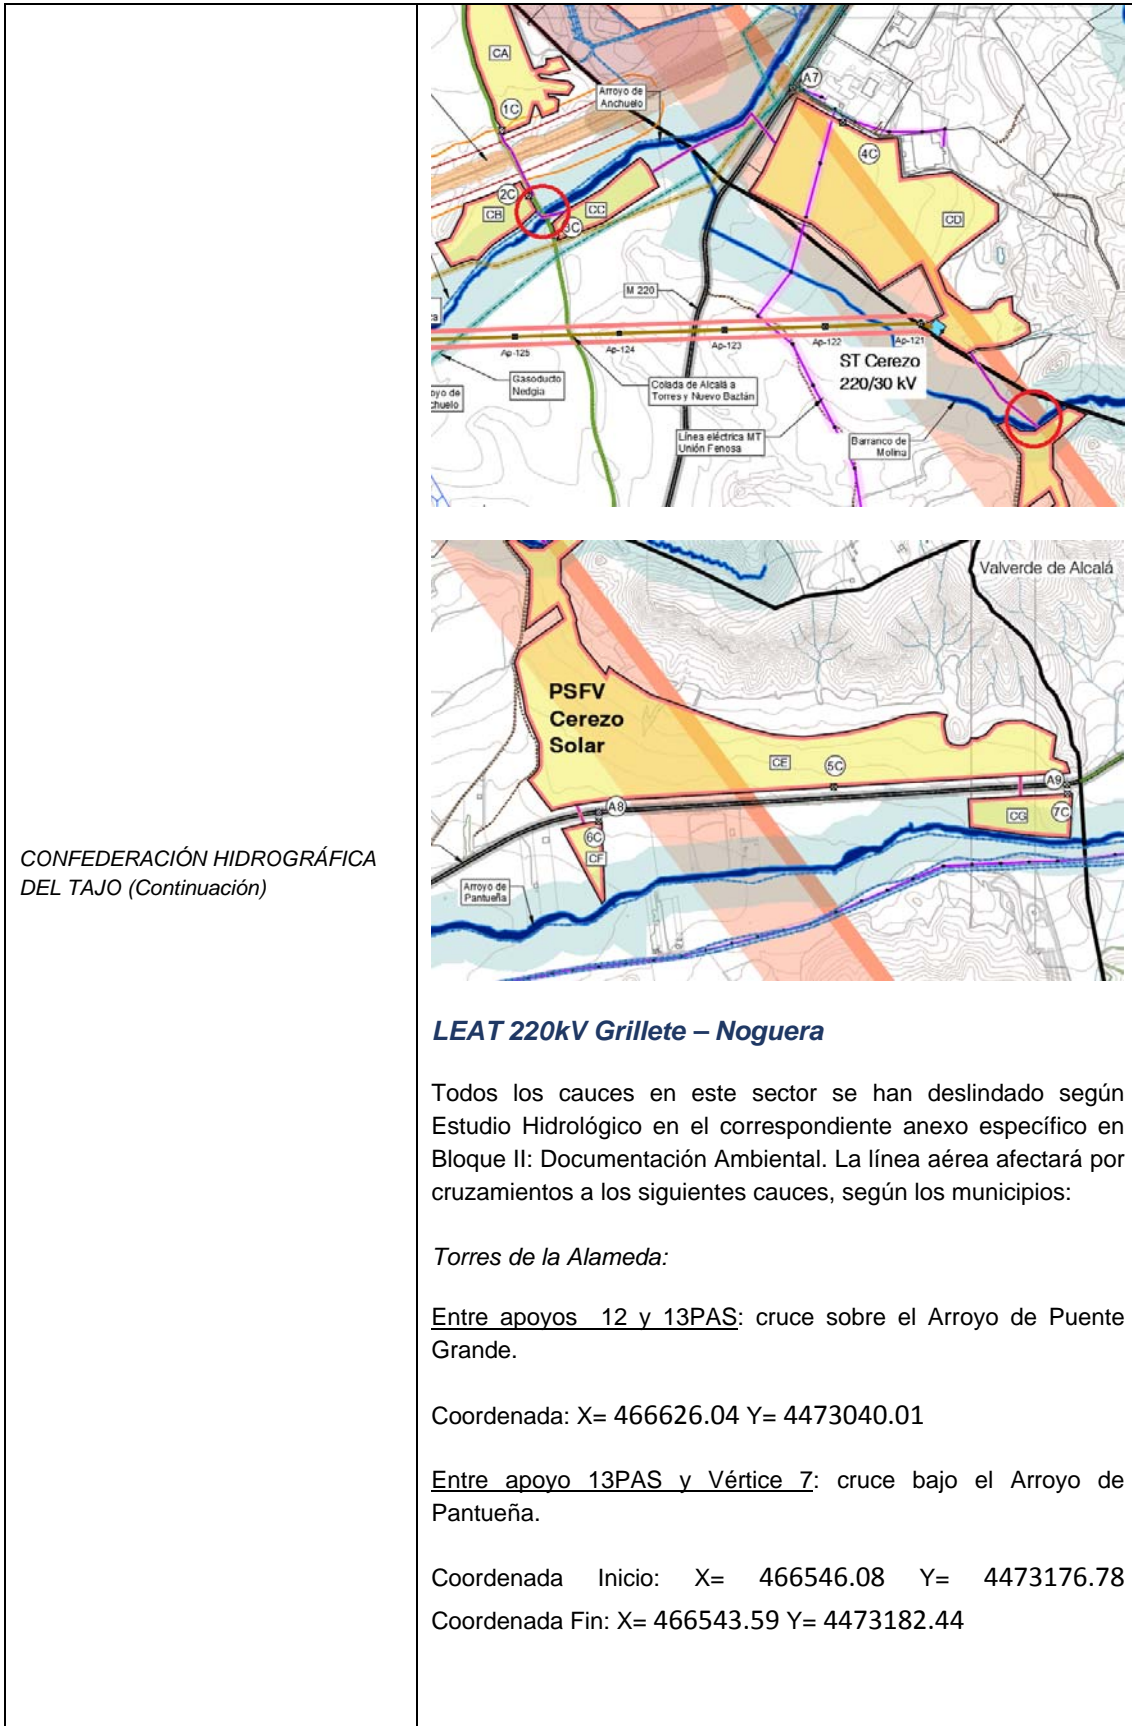 CONFEDERACIÓN HIDROGRÁFICA
DEL TAJO (Continuación)
CA
1C
Arroyo de
Anchuelo
A7
4C
2C
CB
CC
3C
CD
M 220
Ap-125
Ap-124
Ap-123
Ap-122
Ap-121
ST Cerezo
220/30 kV
Gasoducto
Nedgia
oyo de
chuelo
Colada de Alcalá a
Torres y Nuevo Baztán
Línea eléctrica MT
Unión Fenosa
Barranco de
Molina
Valverde de Alcalá
PSFV
Cerezo
Solar
CE
5C
A9
A8
CG
7C
6C
CF
Arroyo de
Pantueña
LEAT 220kV Grillete – Noguera
Todos los cauces en este sector se han deslindado según
Estudio Hidrológico en el correspondiente anexo específico en
Bloque II: Documentación Ambiental. La línea aérea afectará por
cruzamientos a los siguientes cauces, según los municipios:
Torres de la Alameda:
Entre apoyos 12 y 13PAS: cruce sobre el Arroyo de Puente
Grande.
Coordenada: X= 466626.04 Y= 4473040.01
Entre apoyo 13PAS y Vértice 7: cruce bajo el Arroyo de
Pantueña.
Coordenada Inicio: X= 466546.08 Y= 4473176.78
Coordenada Fin: X= 466543.59 Y= 4473182.44